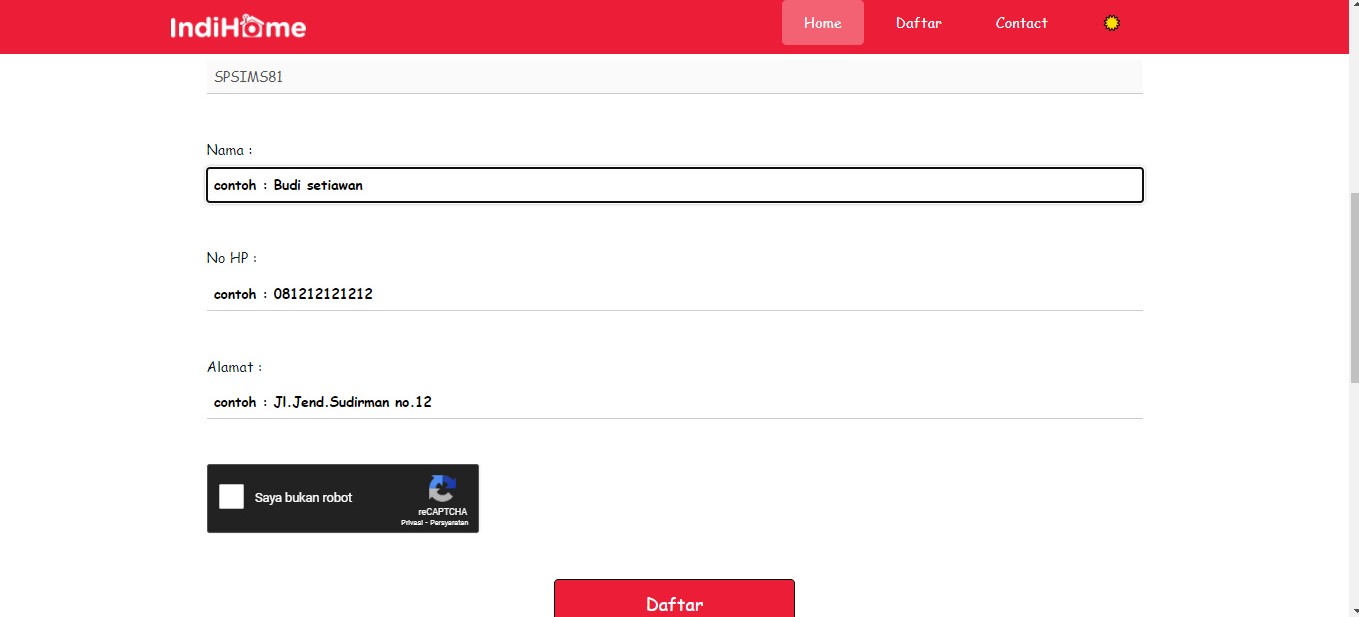 IndiHome
Home
Daftar
Contact
SPSIMS81
Nama :
contoh : Budi setiawan
No HP :
contoh : 081212121212
Alamat :
contoh : Jl.Jend.Sudirman no.12
Saya bukan robot
reCAPTCHA
Privasi - Persyaratan
Daftar